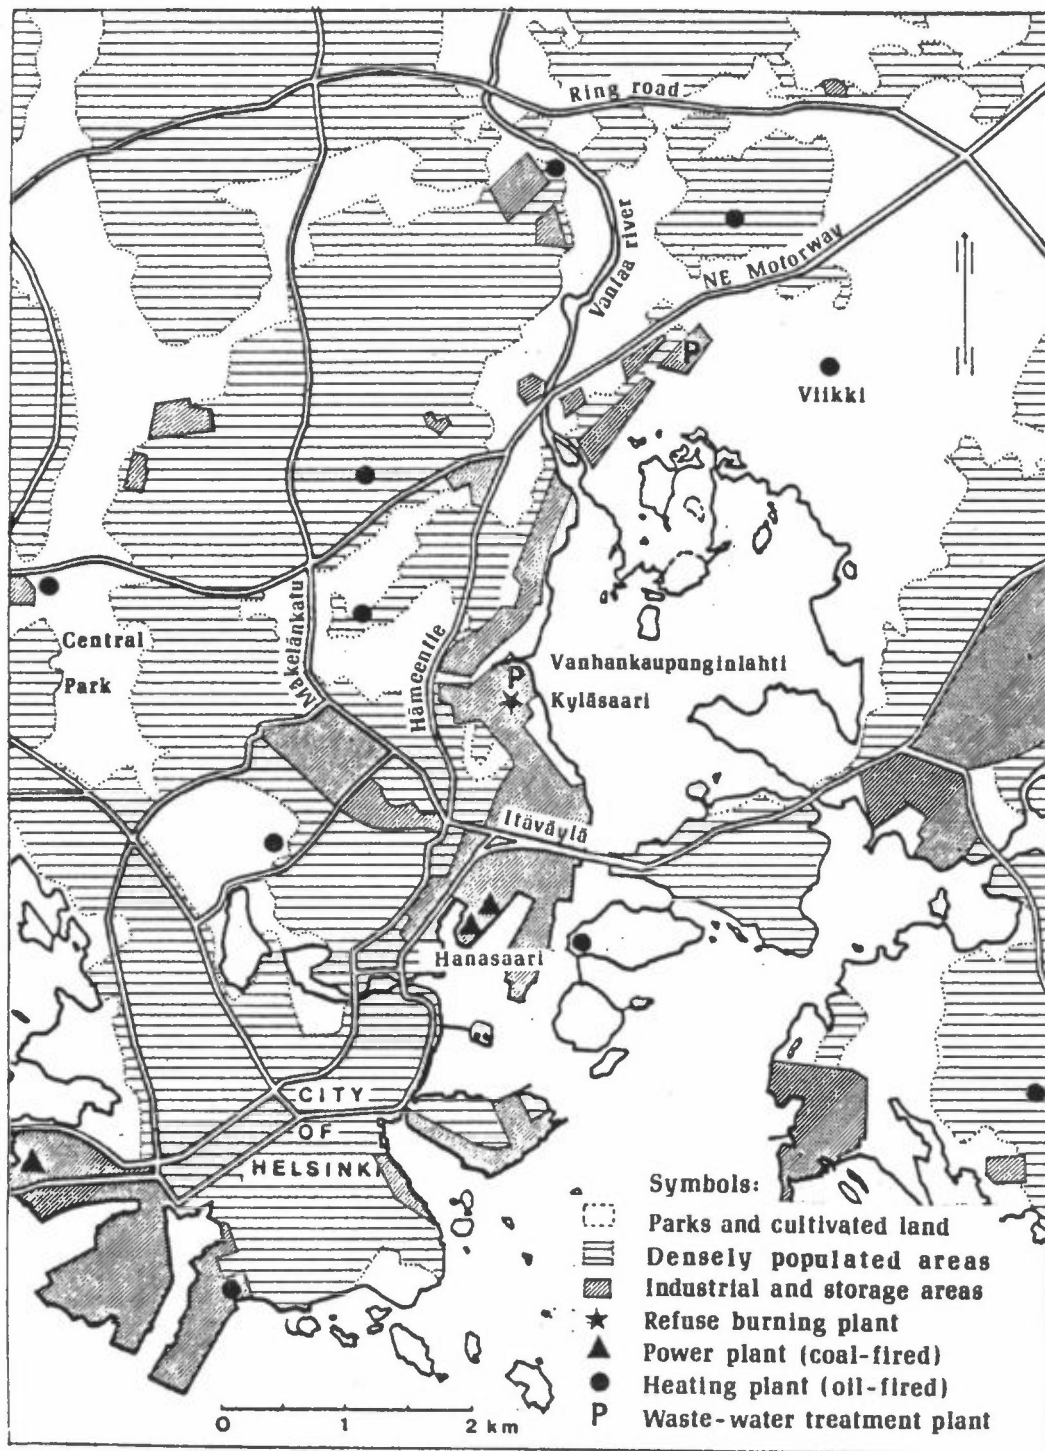 Ring road
Vantaa river
NE Motorway
P
Viikki
Central
Park
Mäkelänkatu
Hämeentie
Vanhankaupunginlahti
P
Kyläsaari
Itäväylä
Hanasaari
CITY
OF
HELSINKI
Symbols:
Parks and cultivated land
Densely populated areas
Industrial and storage areas
Refuse burning plant
Power plant (coal-fired)
Heating plant (oil-fired)
P Waste-water treatment plant
0 1 2 km